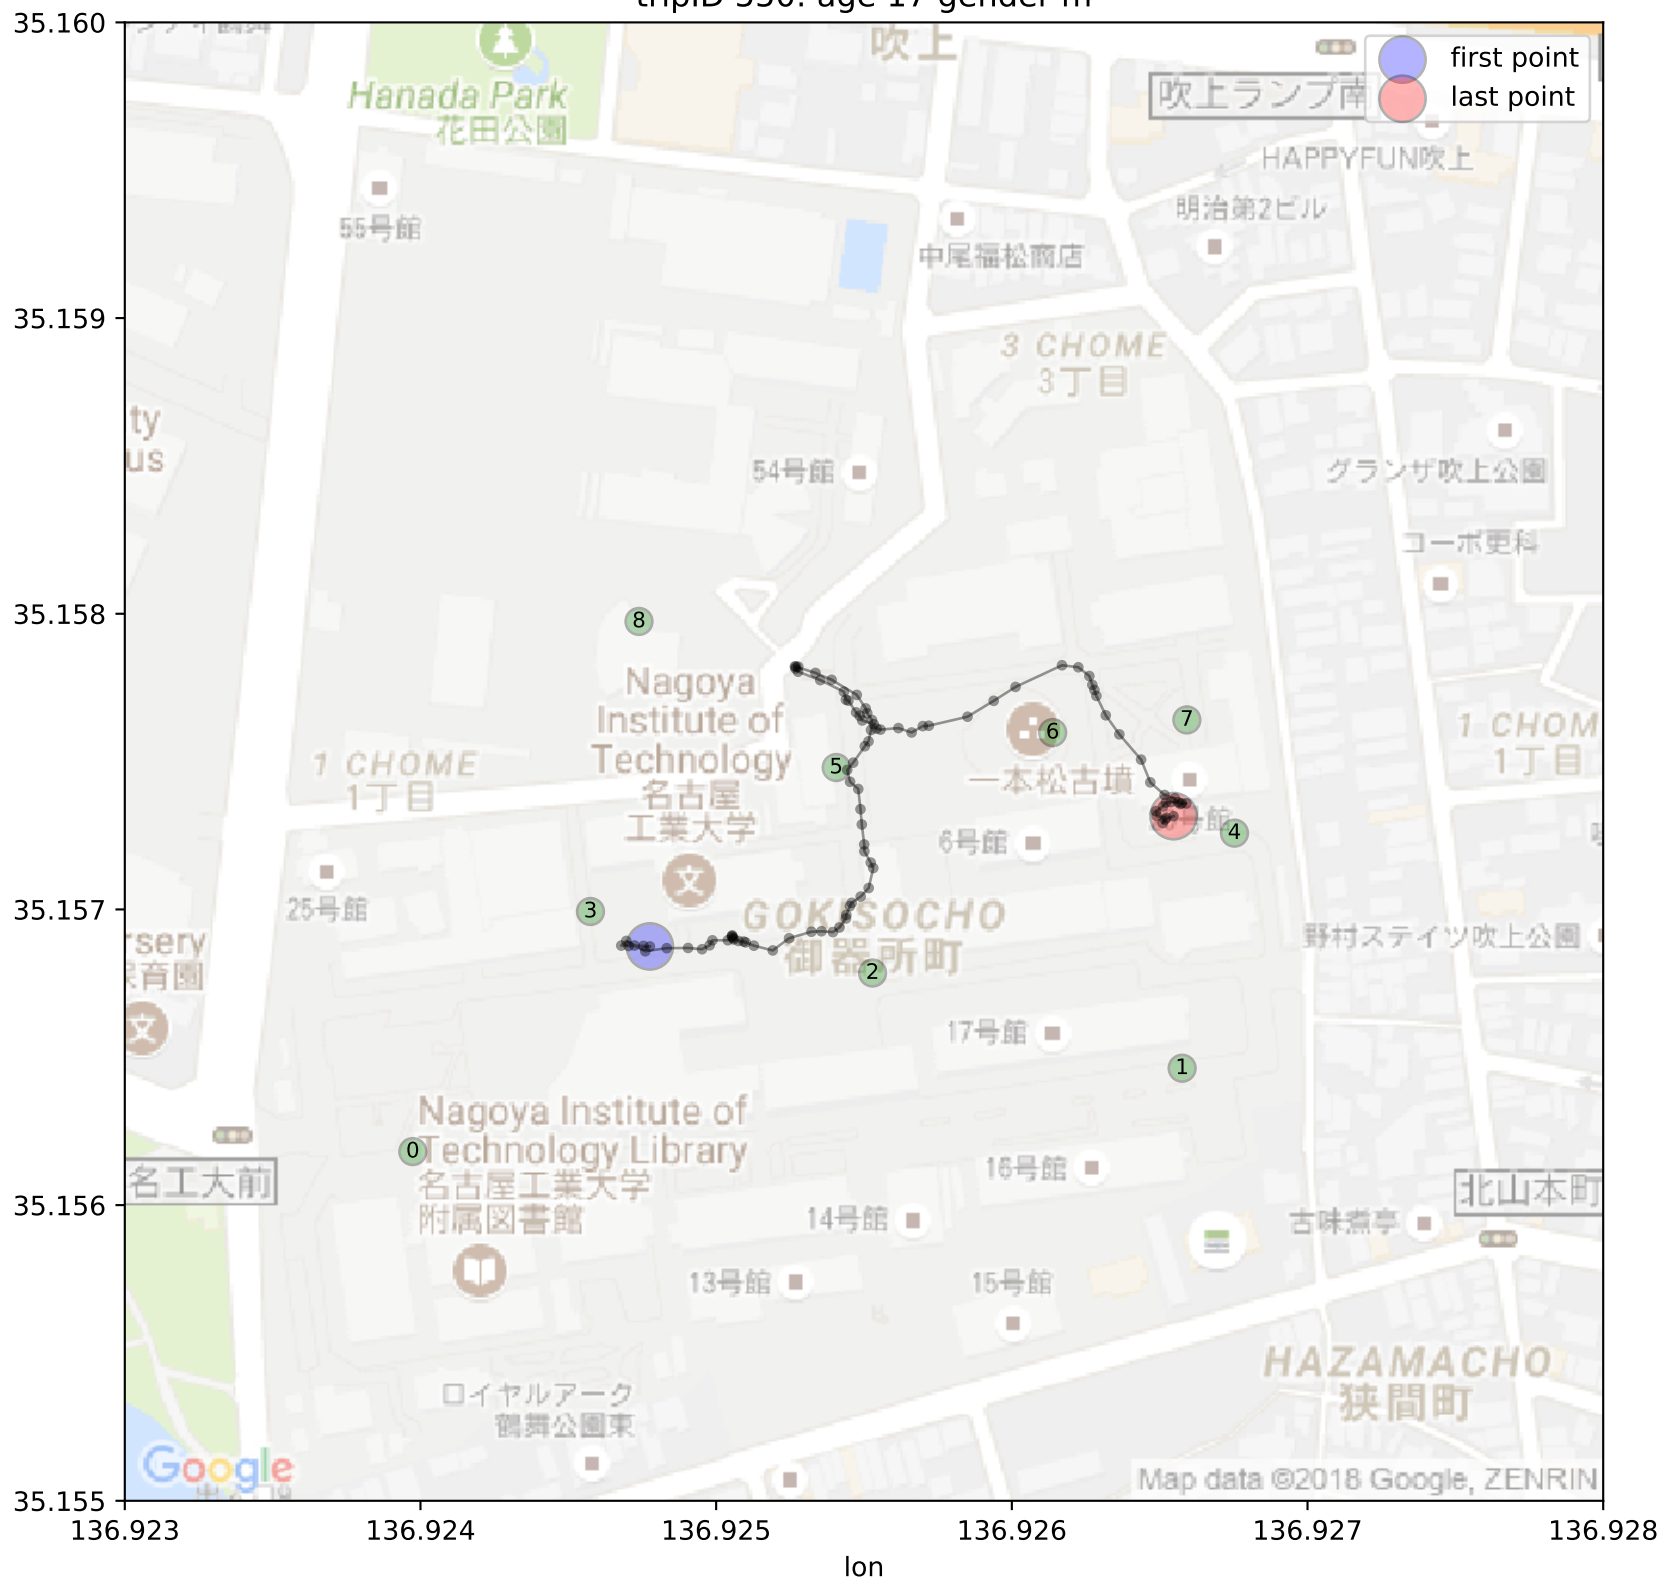 35.160
first point
last point
吹上
吹上ランプ南
Hanada Park
花田公園
HAPPYFUN吹上
55号館
明治第2ビル
中尾福松商店
35.159
3 CHOME
3丁目
ty
us
54号館
グランザ吹上公園
コーポ更科
35.158
8
Nagoya
Institute of
Technology
名古屋
工業大学
7
6
1 CHOME
1丁目
5
一本松古墳
1 CHOM
1丁目
6号館
4
号館
25号館
35.157
3
GOKISOCHO
御器所町
2
rsery
保育園
野村ステイツ吹上公園
17号館
1
Nagoya Institute of
Technology Library
名古屋工業大学
附属図書館
0
名工大前
16号館
北山本町
35.156
14号館
古味煮亭
13号館
15号館
HAZAMACHO
狭間町
ロイヤルアーク
鶴舞公園東
Google
Map data ©2018 Google, ZENRIN
35.155
136.923
136.924
136.925
136.926
136.927
136.928
lon